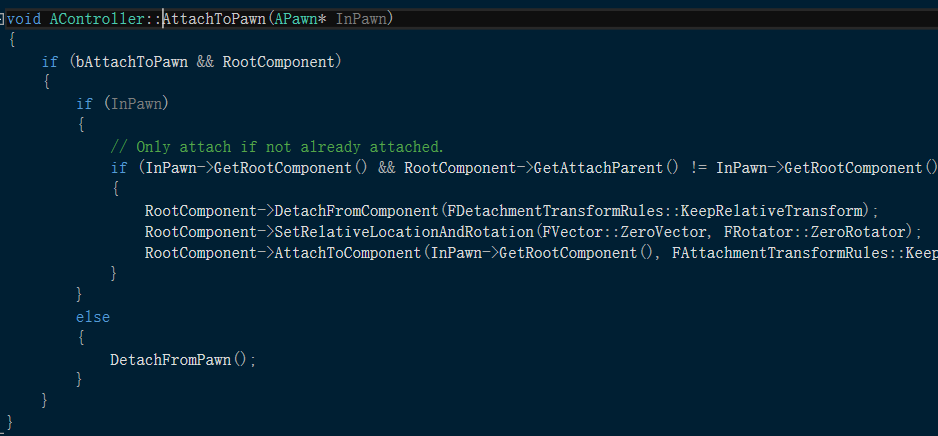 void AController::AttachToPawn(APawn* InPawn)
{
if (bAttachToPawn && RootComponent)
{
if (InPawn)
{
// Only attach if not already attached.
if (InPawn->GetRootComponent() && RootComponent->GetAttachParent() != InPawn->GetRootComponent()
{
RootComponent->DetachFromComponent(FDetachmentTransformRules::KeepRelativeTransform);
RootComponent->SetRelativeLocationAndRotation(FVector::ZeroVector, FRotator::ZeroRotator);
RootComponent->AttachToComponent(InPawn->GetRootComponent(), FAttachmentTransformRules::Keep
}
}
else
{
DetachFromPawn();
}
}
}